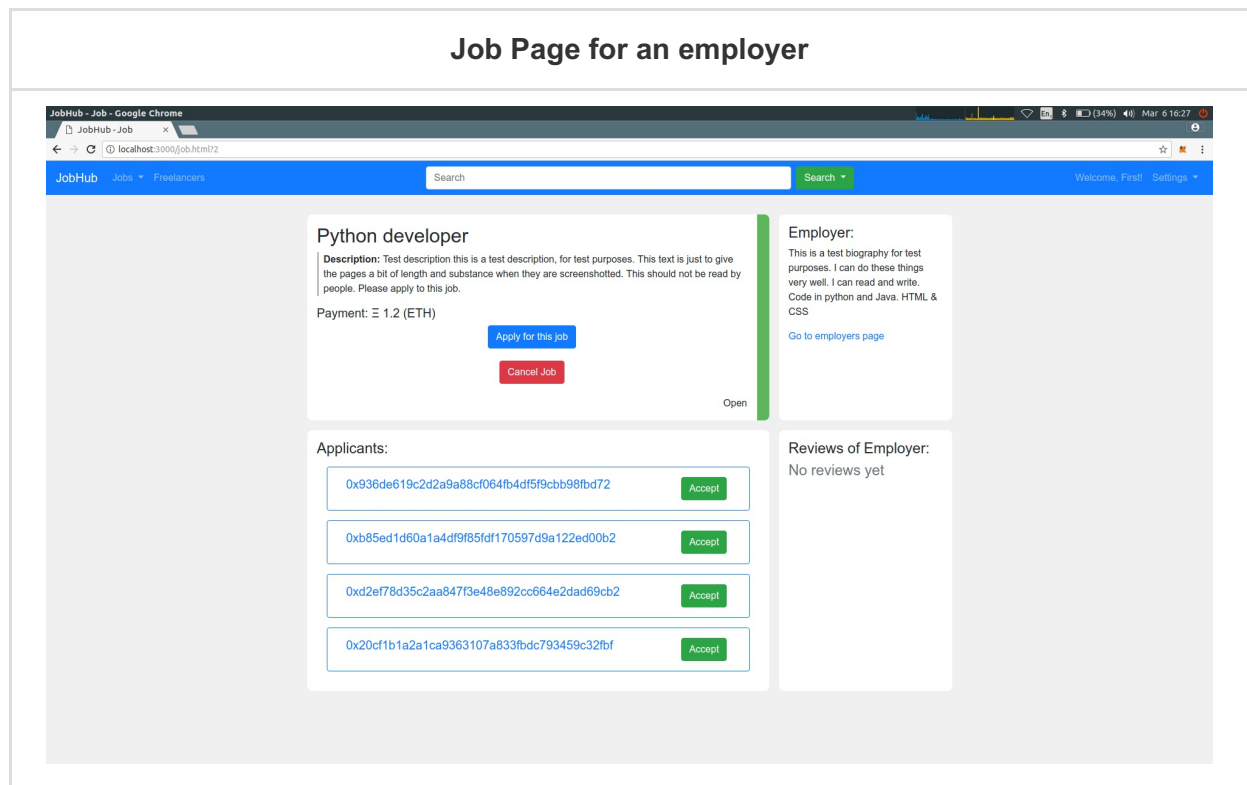 Job Page for an employer
JobHub - Job - Google Chrome
En (34%) Mar 6 16:27
JobHub - Job ×
localhost:3000/job.html?2
JobHub Jobs Freelancers Search Search Welcome, First! Settings
Python developer
Description: Test description this is a test description, for test purposes. This text is just to give
the pages a bit of length and substance when they are screenshotted. This should not be read by
people. Please apply to this job.
Payment: Ξ 1.2 (ETH)
Apply for this job
Cancel Job
Open
Employer:
This is a test biography for test
purposes. I can do these things
very well. I can read and write.
Code in python and Java. HTML &
CSS
Go to employers page
Applicants:
0x936de619c2d2a9a88cf064fb4df5f9cbb98fbd72 Accept
0xb85ed1d60a1a4df9f85fdf170597d9a122ed00b2 Accept
0xd2ef78d35c2aa847f3e48e892cc664e2dad69cb2 Accept
0x20cf1b1a2a1ca9363107a833fbdc793459c32fbf Accept
Reviews of Employer:
No reviews yet